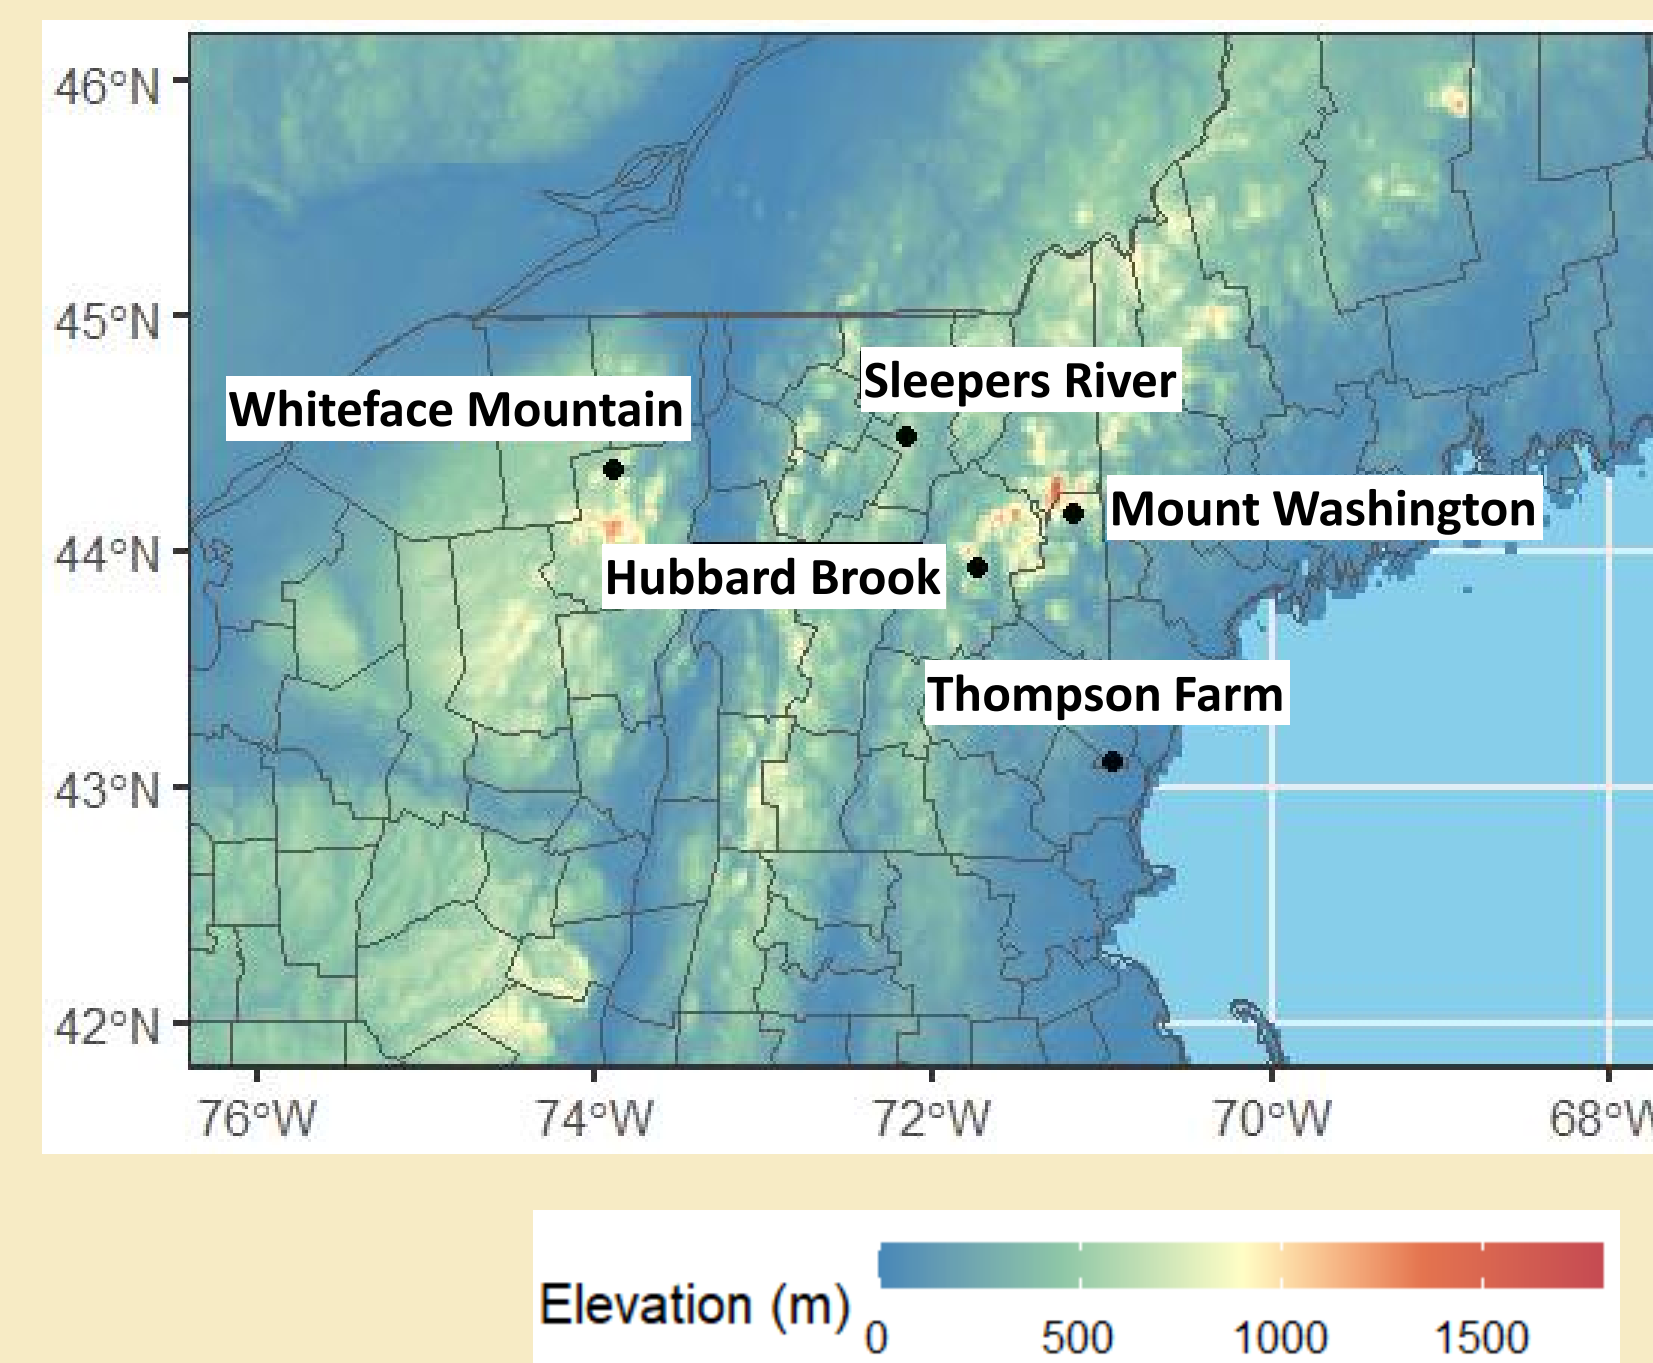 46°N
45°N
Sleepers River
Whiteface Mountain
Mount Washington
44°N
Hubbard Brook
Thompson Farm
43°N
42°N
76°W
74°W
72°W
70°W
68°W
Elevation (m)
0
500
1000
1500